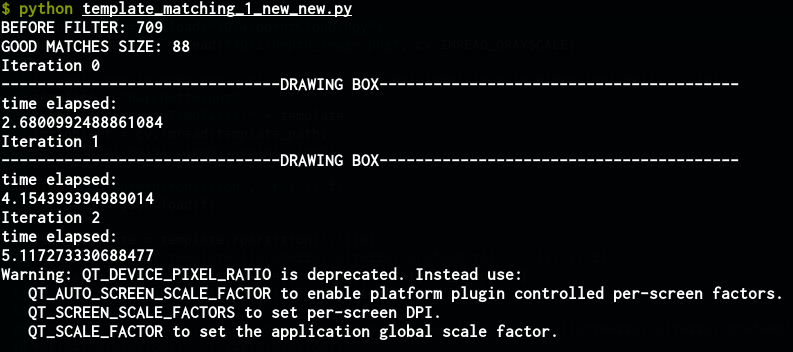 $ python template_matching_1_new_new.py
BEFORE FILTER: 709
GOOD MATCHES SIZE: 88
Iteration 0
-------------------------------DRAWING BOX----------------------------------------
time elapsed:
2.6800992488861084
Iteration 1
-------------------------------DRAWING BOX----------------------------------------
time elapsed:
4.154399394989014
Iteration 2
time elapsed:
5.117273330688477
Warning: QT_DEVICE_PIXEL_RATIO is deprecated. Instead use:
   QT_AUTO_SCREEN_SCALE_FACTOR to enable platform plugin controlled per-screen factors.
   QT_SCREEN_SCALE_FACTORS to set per-screen DPI.
   QT_SCALE_FACTOR to set the application global scale factor.